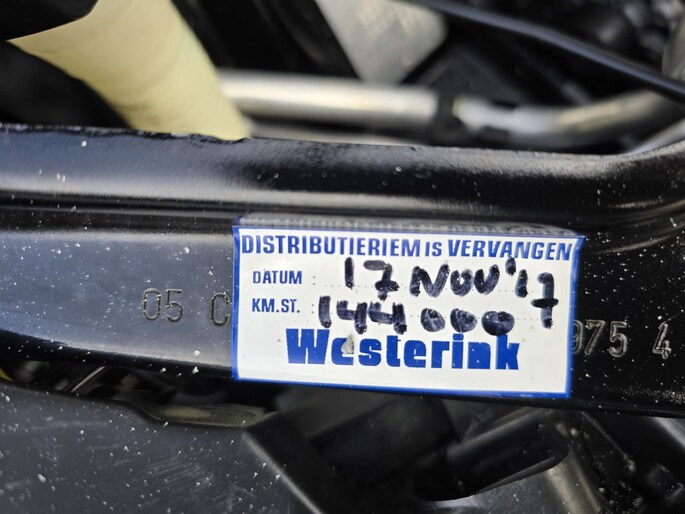 DISTRIBUTIERIEM IS VERVANGEN
DATUM 17 NOV '17
KM.ST. 144000
Westerink
05 C
975 4